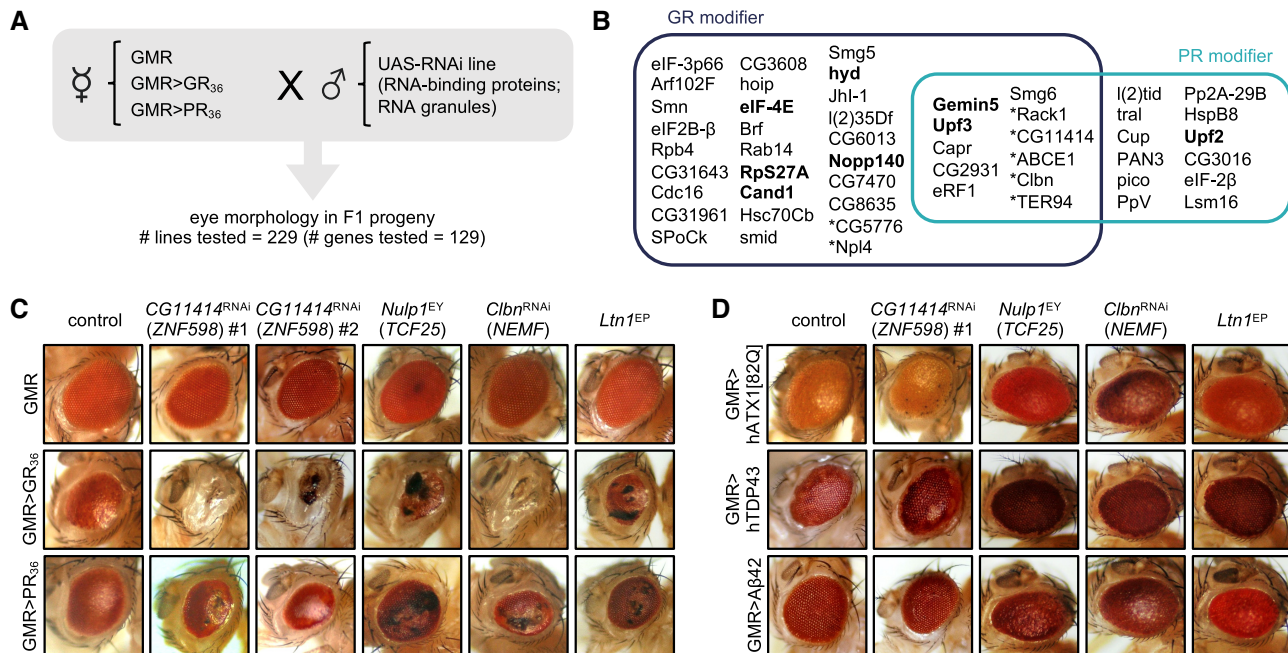 A
GMR
GMR>GR36
GMR>PR36
X
UAS-RNAi line
(RNA-binding proteins;
RNA granules)
eye morphology in F1 progeny
# lines tested = 229 (# genes tested = 129)
B
GR modifier
PR modifier
eIF-3p66
Arf102F
Smn
eIF2B-β
Rpb4
CG31643
Cdc16
CG31961
SPoCk
CG3608
hoip
eIF-4E
Brf
Rab14
RpS27A
Cand1
Hsc70Cb
smid
Smg5
hyd
JhI-1
l(2)35Df
CG6013
Nopp140
CG7470
CG8635
*CG5776
*Npl4
Gemin5
Upf3
Capr
CG2931
eRF1
Smg6
*Rack1
*CG11414
*ABCE1
*Clbn
*TER94
l(2)tid
tral
Cup
PAN3
pico
PpV
Pp2A-29B
HspB8
Upf2
CG3016
eIF-2β
Lsm16
C
control
CG11414RNAi
(ZNF598) #1
CG11414RNAi
(ZNF598) #2
Nulp1EY
(TCF25)
ClbnRNAi
(NEMF)
Ltn1EP
GMR
GMR>GR36
GMR>PR36
D
control
CG11414RNAi
(ZNF598) #1
Nulp1EY
(TCF25)
ClbnRNAi
(NEMF)
Ltn1EP
GMR>
hATX1[82Q]
GMR>
hTDP43
GMR>Aβ42